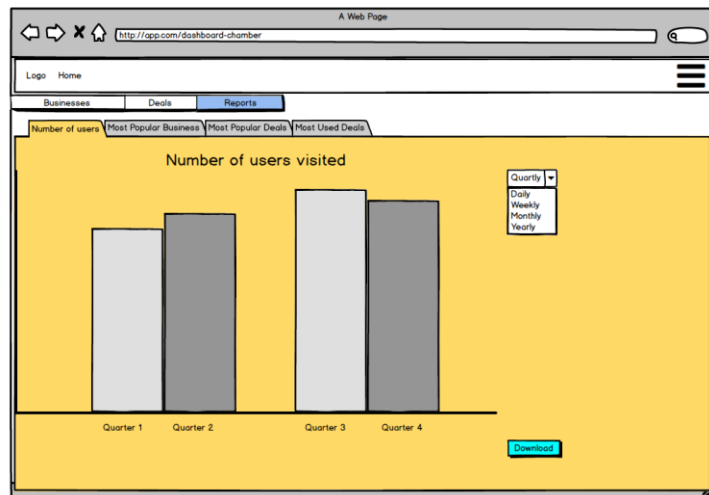 A Web Page
http://app.com/dashboard-chamber
Logo Home
Businesses Deals Reports
Number of users Most Popular Business Most Popular Deals Most Used Deals
Number of users visited
Quartly
Daily
Weekly
Monthly
Yearly
Quarter 1 Quarter 2 Quarter 3 Quarter 4
Download